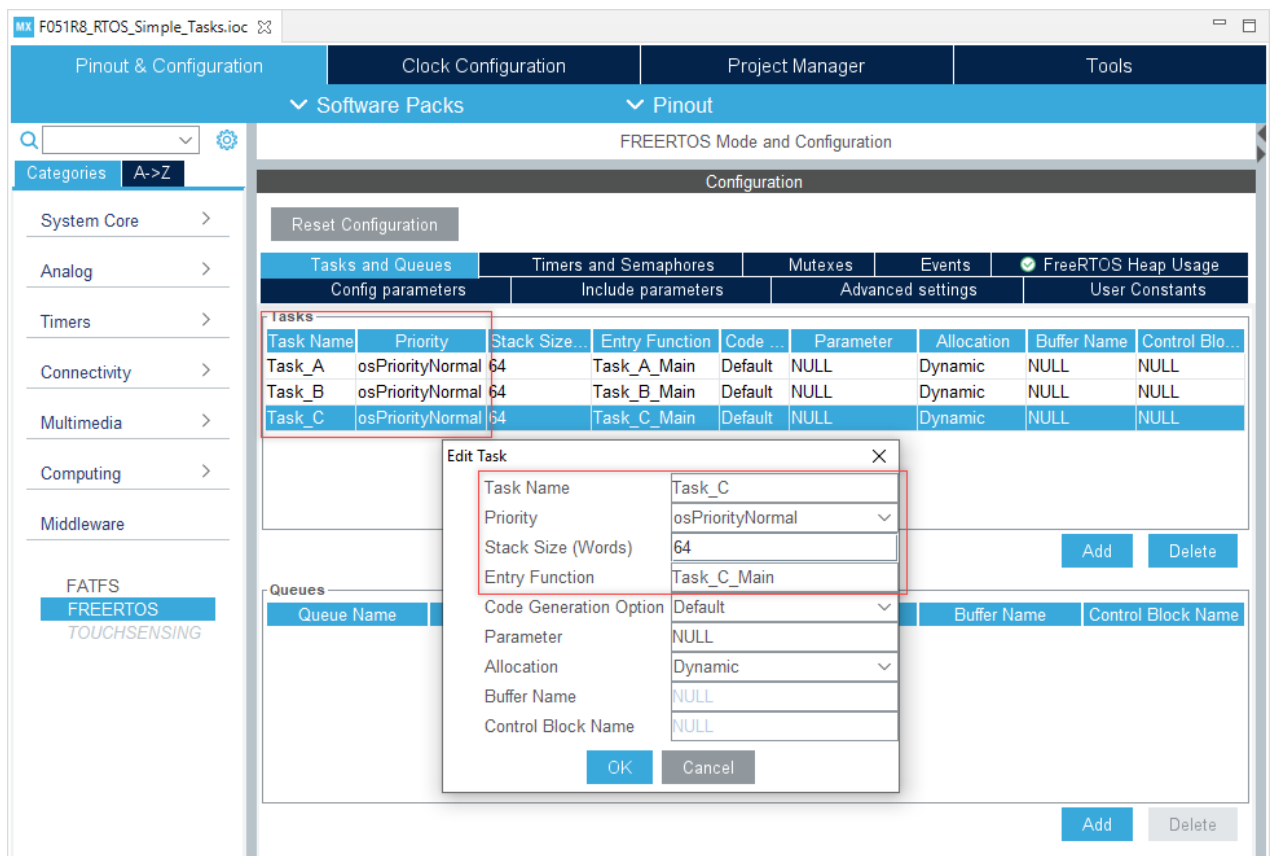 MX F051R8_RTOS_Simple_Tasks.ioc
Pinout & Configuration Clock Configuration Project Manager Tools
Software Packs Pinout
FREERTOS Mode and Configuration
Categories A->Z
Configuration
System Core
Analog
Timers
Connectivity
Multimedia
Computing
Middleware
FATFS
FREERTOS
TOUCHSENSING
Reset Configuration
Tasks and Queues Timers and Semaphores Mutexes Events FreeRTOS Heap Usage
Config parameters Include parameters Advanced settings User Constants
Tasks
Task Name Priority Stack Size... Entry Function Code ... Parameter Allocation Buffer Name Control Blo...
Task_A osPriorityNormal 64 Task_A_Main Default NULL Dynamic NULL NULL
Task_B osPriorityNormal 64 Task_B_Main Default NULL Dynamic NULL NULL
Task_C osPriorityNormal 64 Task_C_Main Default NULL Dynamic NULL NULL
Edit Task
Task Name Task_C
Priority osPriorityNormal
Stack Size (Words) 64
Entry Function Task_C_Main
Code Generation Option Default
Parameter NULL
Allocation Dynamic
Buffer Name NULL
Control Block Name NULL
OK Cancel
Add Delete
Queues
Queue Name Buffer Name Control Block Name
Add Delete